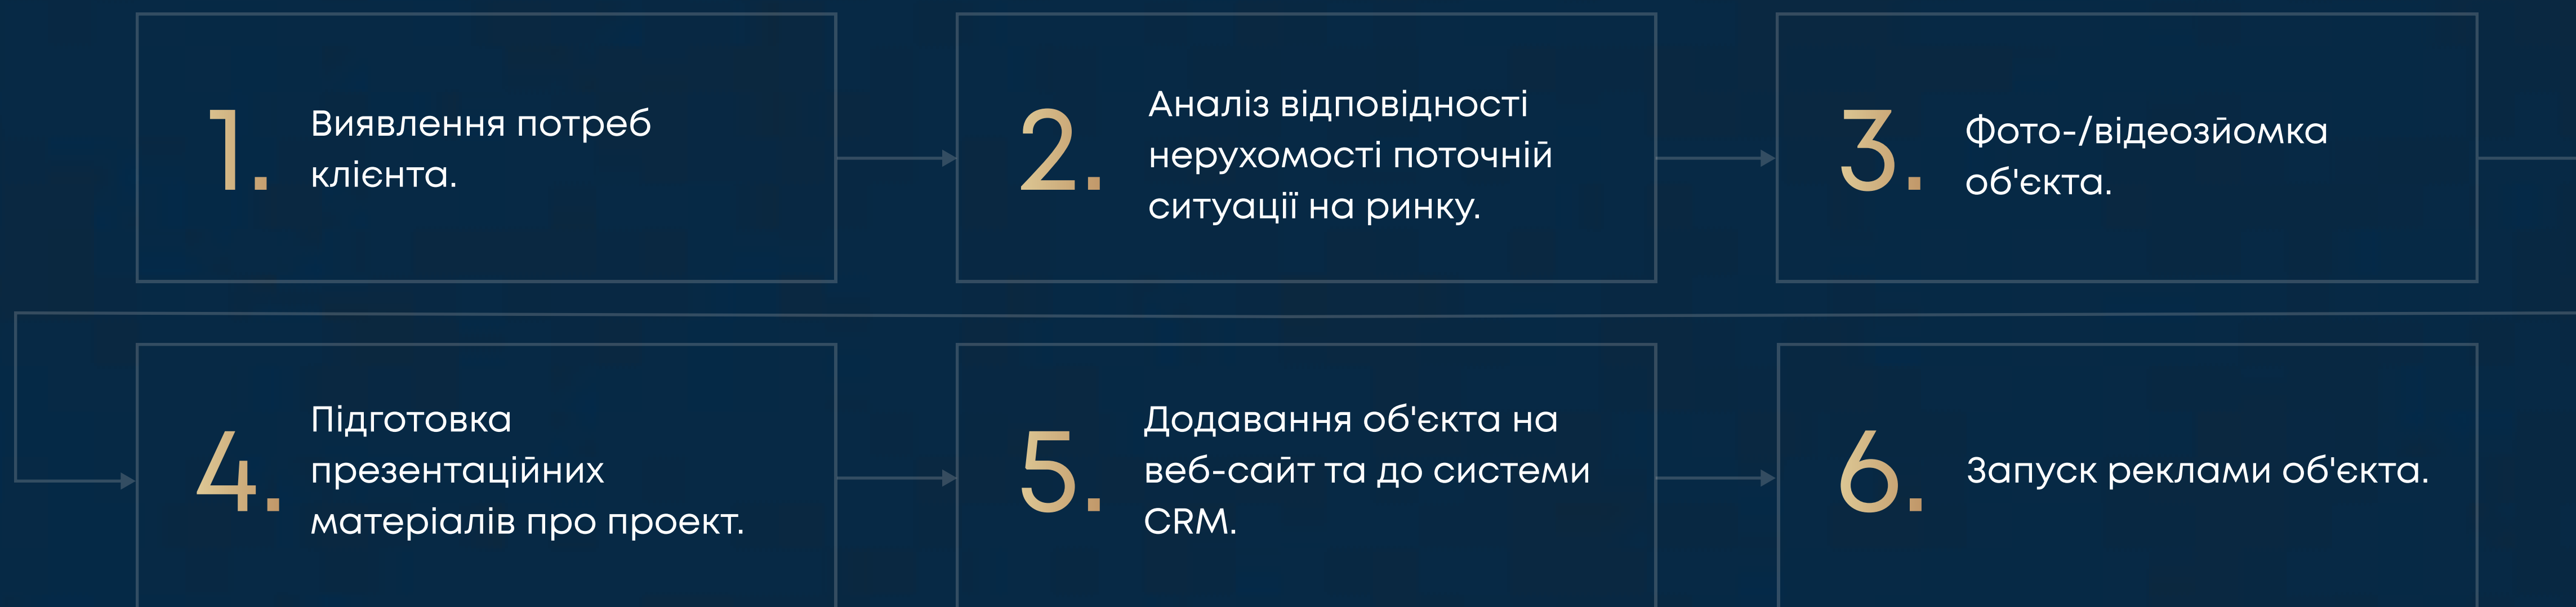 1.
Виявлення потреб
клієнта.
2.
Аналіз відповідності
нерухомості поточній
ситуації на ринку.
3.
Фото-/відеозйомка
об'єкта.
4.
Підготовка
презентаційних
матеріалів про проект.
5.
Додавання об'єкта на
веб-сайт та до системи
CRM.
6.
Запуск реклами об'єкта.